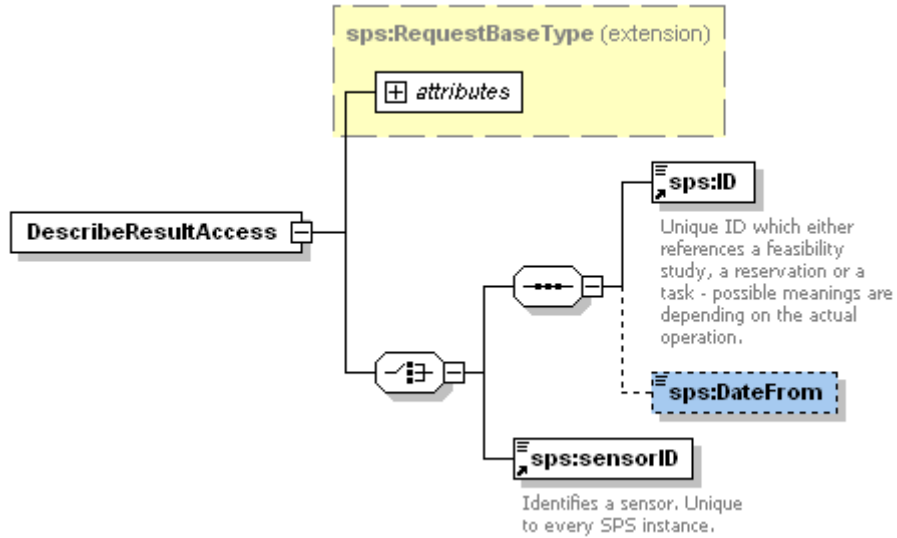 sps:RequestBaseType (extension)
attributes
sps:ID
DescribeResultAccess
Unique ID which either
references a feasibility
study, a reservation or a
task - possible meanings are
depending on the actual
operation.
sps:DateFrom
sps:sensorID
Identifies a sensor. Unique
to every SPS instance.